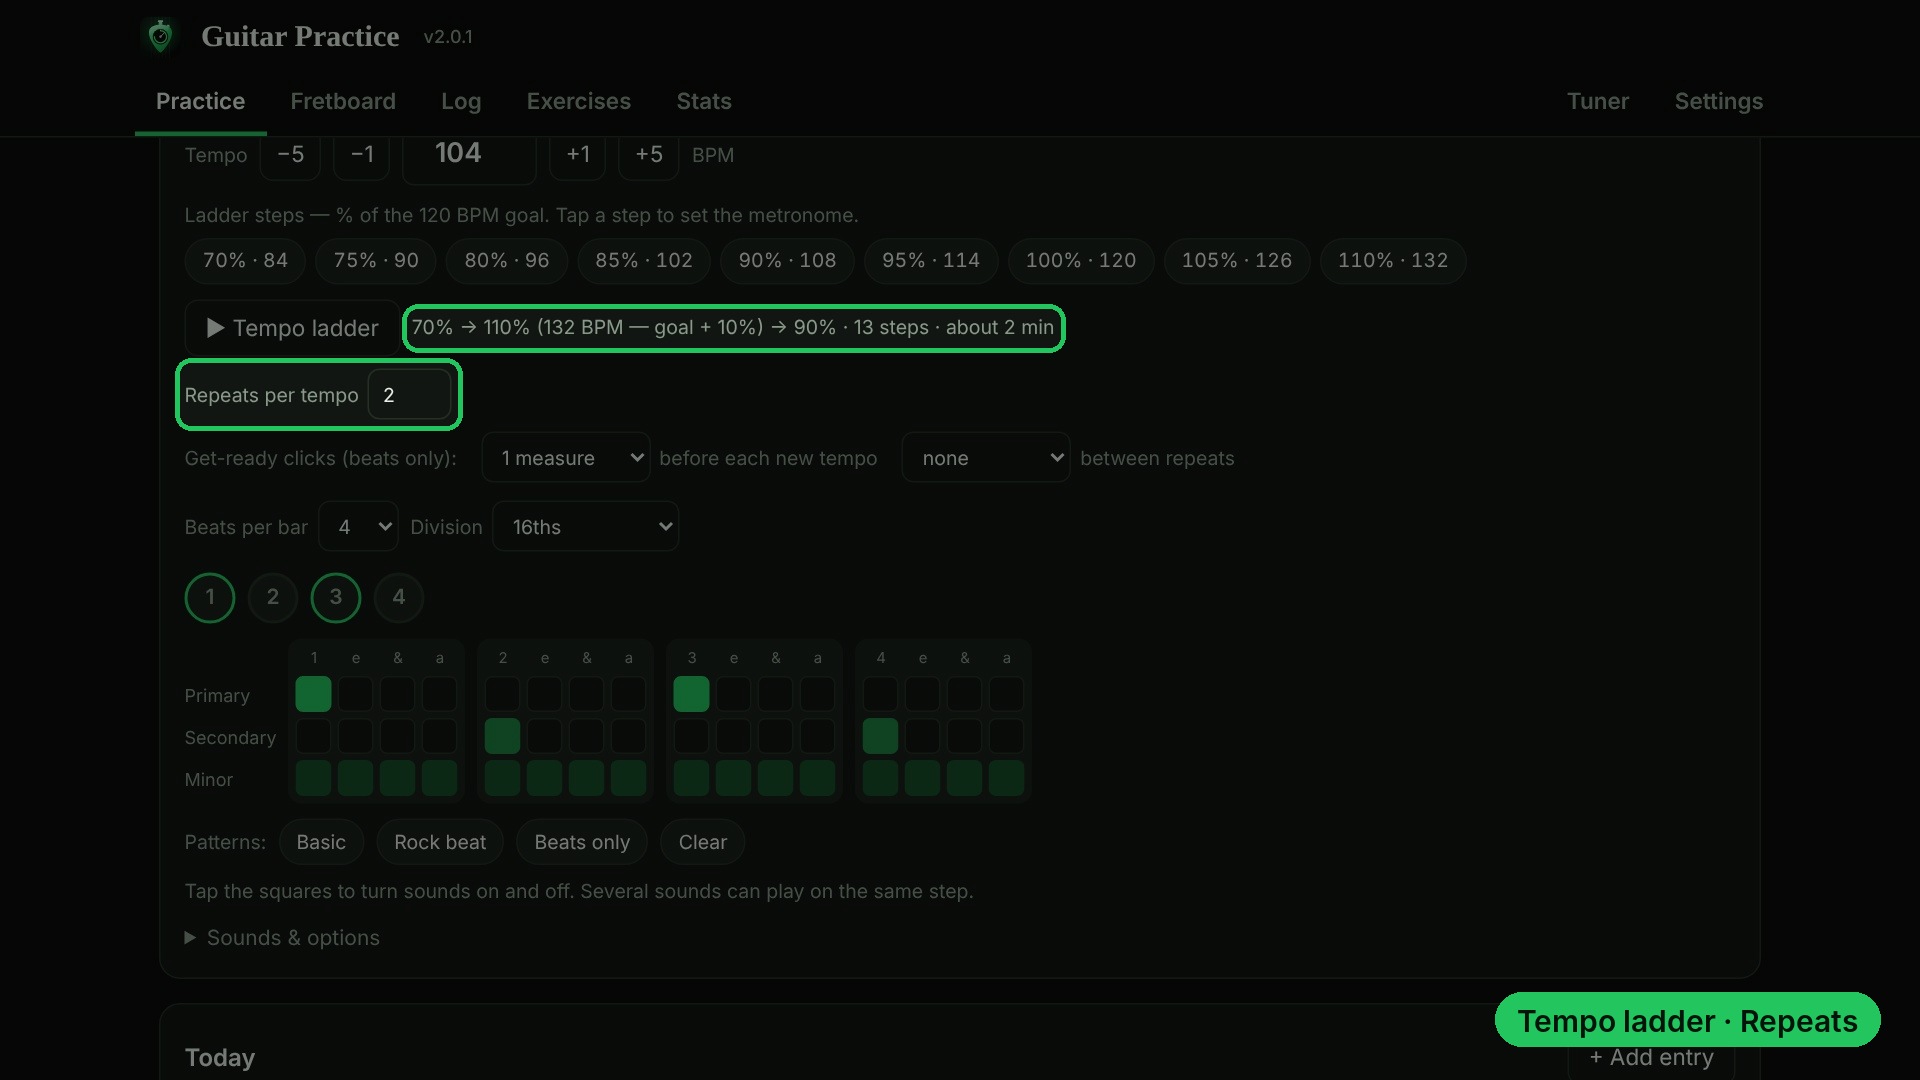 Guitar Practice v2.0.1
Practice Fretboard Log Exercises Stats Tuner Settings
Tempo −5 −1 104 +1 +5 BPM
Ladder steps — % of the 120 BPM goal. Tap a step to set the metronome.
70% · 84 75% · 90 80% · 96 85% · 102 90% · 108 95% · 114 100% · 120 105% · 126 110% · 132
▶ Tempo ladder 70% → 110% (132 BPM — goal + 10%) → 90% · 13 steps · about 2 min
Repeats per tempo 2
Get-ready clicks (beats only): 1 measure before each new tempo none between repeats
Beats per bar 4 Division 16ths
1 2 3 4
1 e & a 2 e & a 3 e & a 4 e & a
Primary
Secondary
Minor
Patterns: Basic Rock beat Beats only Clear
Tap the squares to turn sounds on and off. Several sounds can play on the same step.
▶ Sounds & options
Tempo ladder · Repeats
Today + Add entry